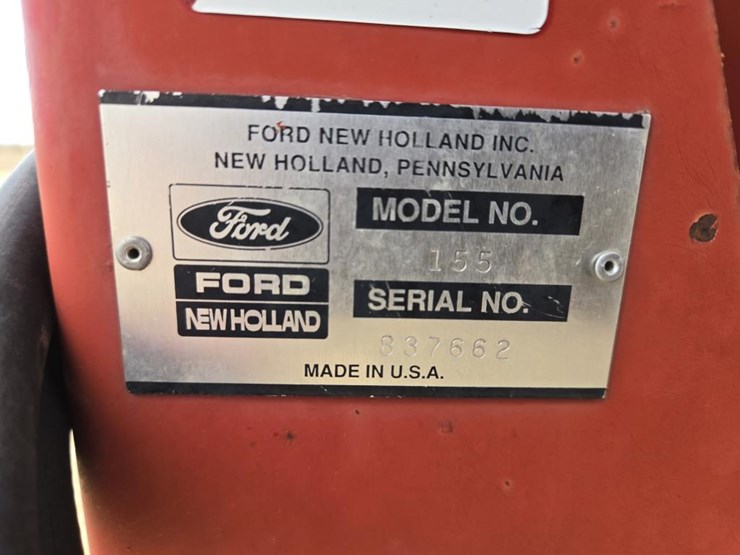 FORD NEW HOLLAND INC.
NEW HOLLAND, PENNSYLVANIA
Ford
FORD
NEW HOLLAND
MODEL NO.
155
SERIAL NO.
837662
MADE IN U.S.A.